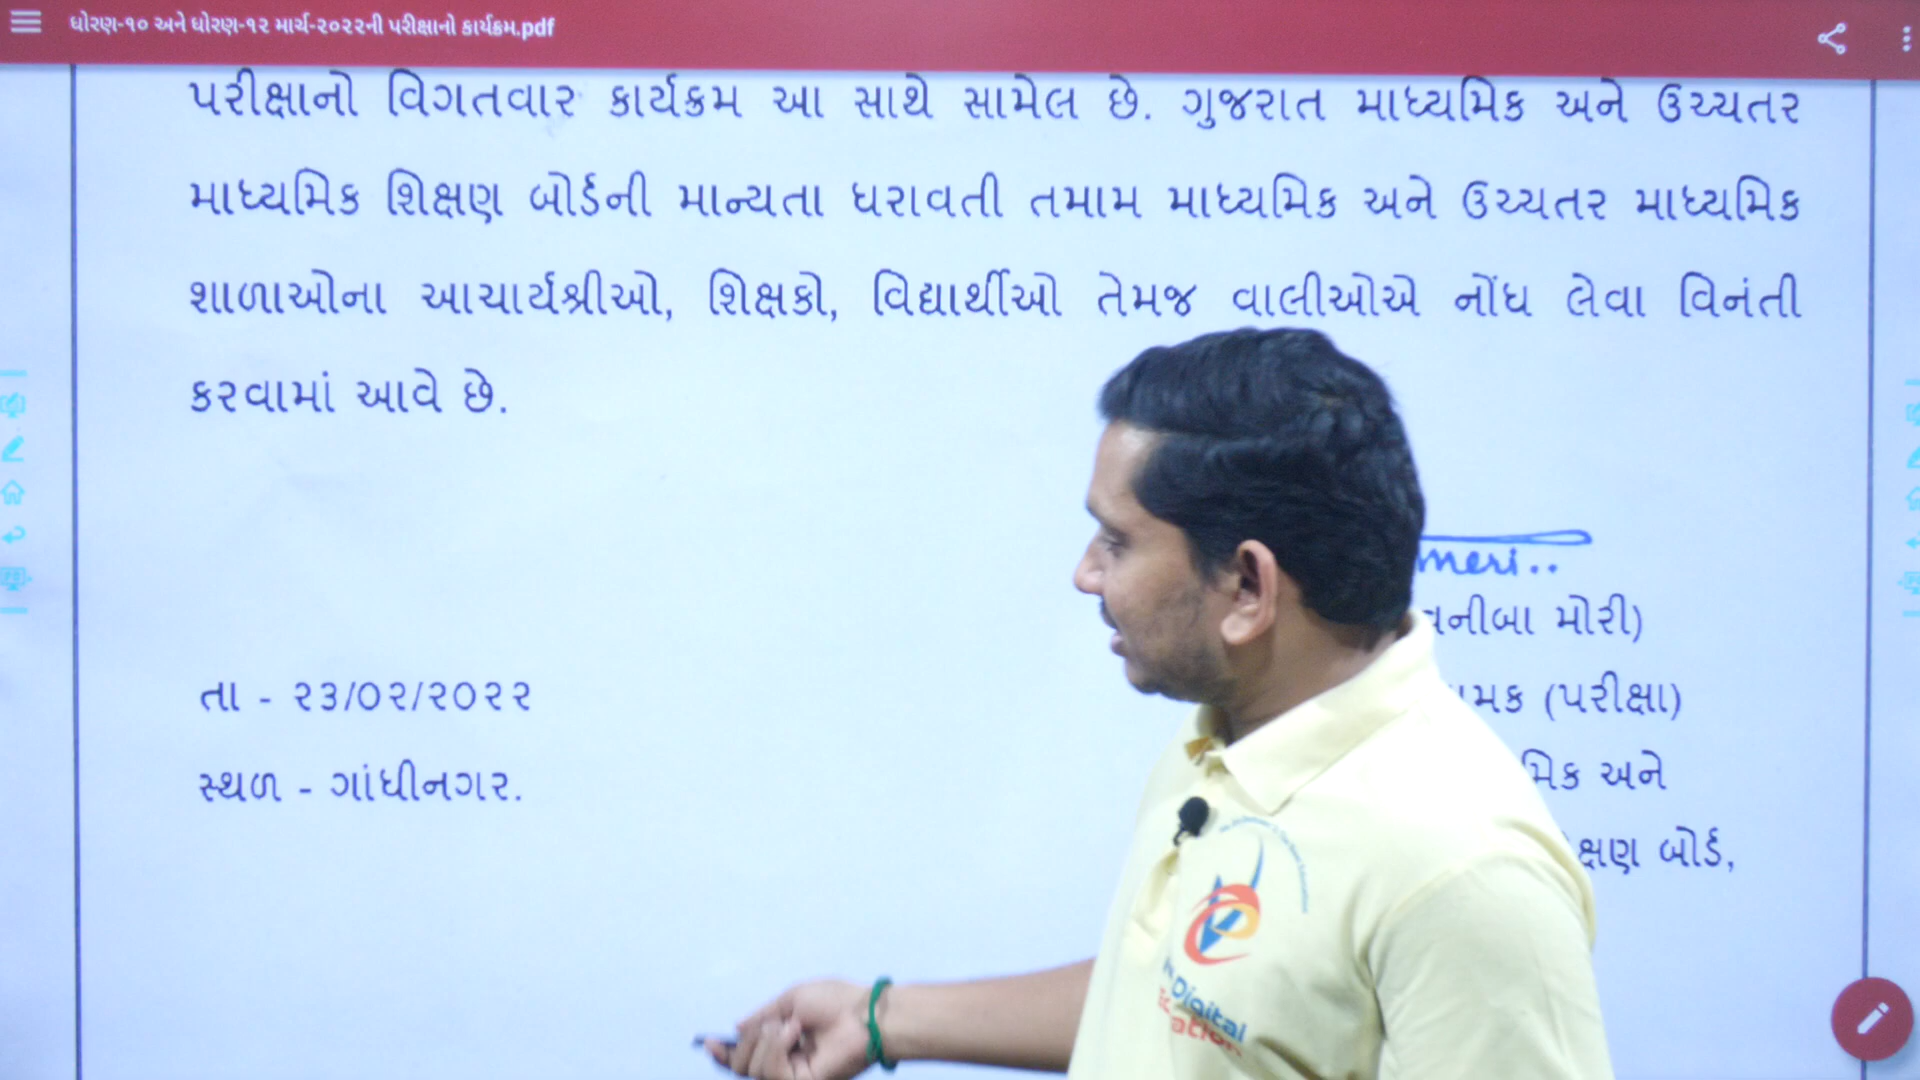 ધોરણ-૧૦ અને ધોરણ-૧૨ માર્ચ-૨૦૨૨ની પરીક્ષાનો કાર્યક્રમ.pdf
પરીક્ષાનો વિગતવાર કાર્યક્રમ આ સાથે સામેલ છે. ગુજરાત માધ્યમિક અને ઉચ્ચતર
માધ્યમિક શિક્ષણ બોર્ડની માન્યતા ધરાવતી તમામ માધ્યમિક અને ઉચ્ચતર માધ્યમિક
શાળાઓના આચાર્યશ્રીઓ, શિક્ષકો, વિદ્યાર્થીઓ તેમજ વાલીઓએ નોંધ લેવા વિનંતી
કરવામાં આવે છે.
વનીબા મોરી)
મક (પરીક્ષા)
તા - ૨૩/૦૨/૨૦૨૨
મિક અને
સ્થળ - ગાંધીનગર.
ક્ષણ બોર્ડ,
Digital